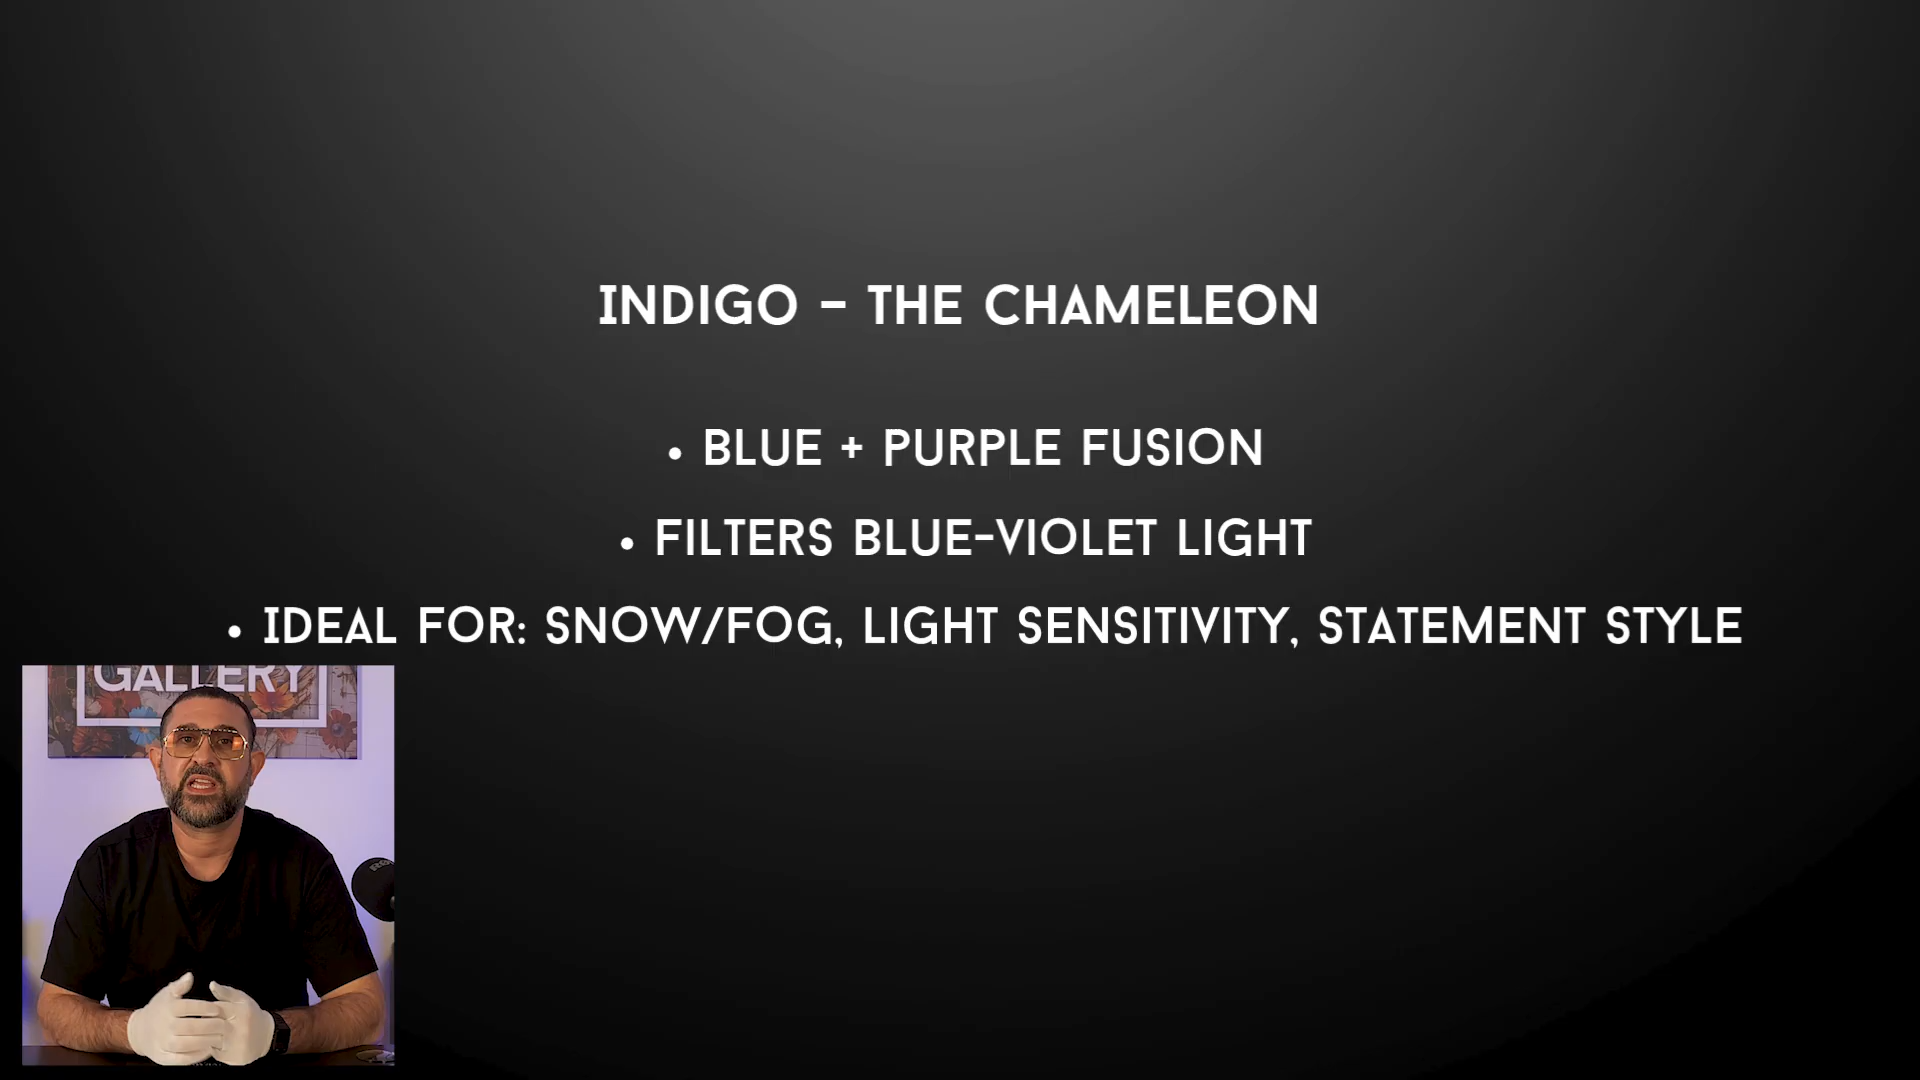 INDIGO – THE CHAMELEON
• BLUE + PURPLE FUSION
• FILTERS BLUE-VIOLET LIGHT
• IDEAL FOR: SNOW/FOG, LIGHT SENSITIVITY, STATEMENT STYLE
GALLERY